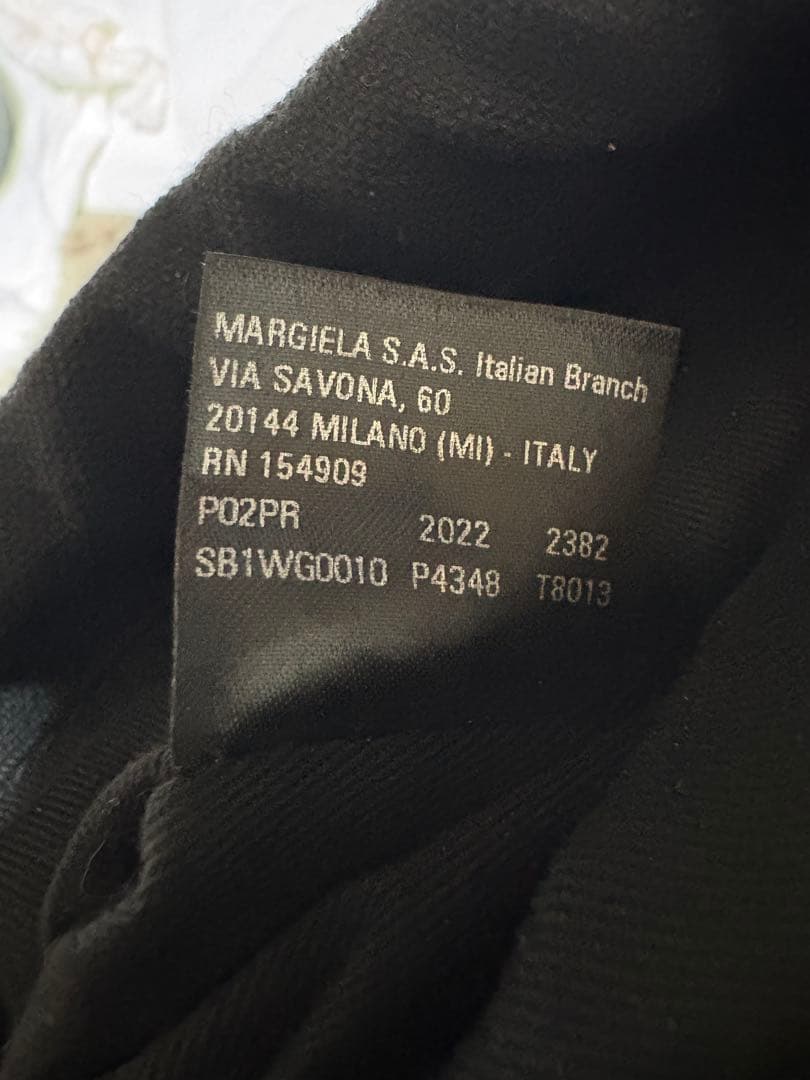 MARGIELA S.A.S. Italian Branch
VIA SAVONA, 60
20144 MILANO (MI) - ITALY
RN 154909
P02PR 2022 2382
SB1WG0010 P4348 T8013